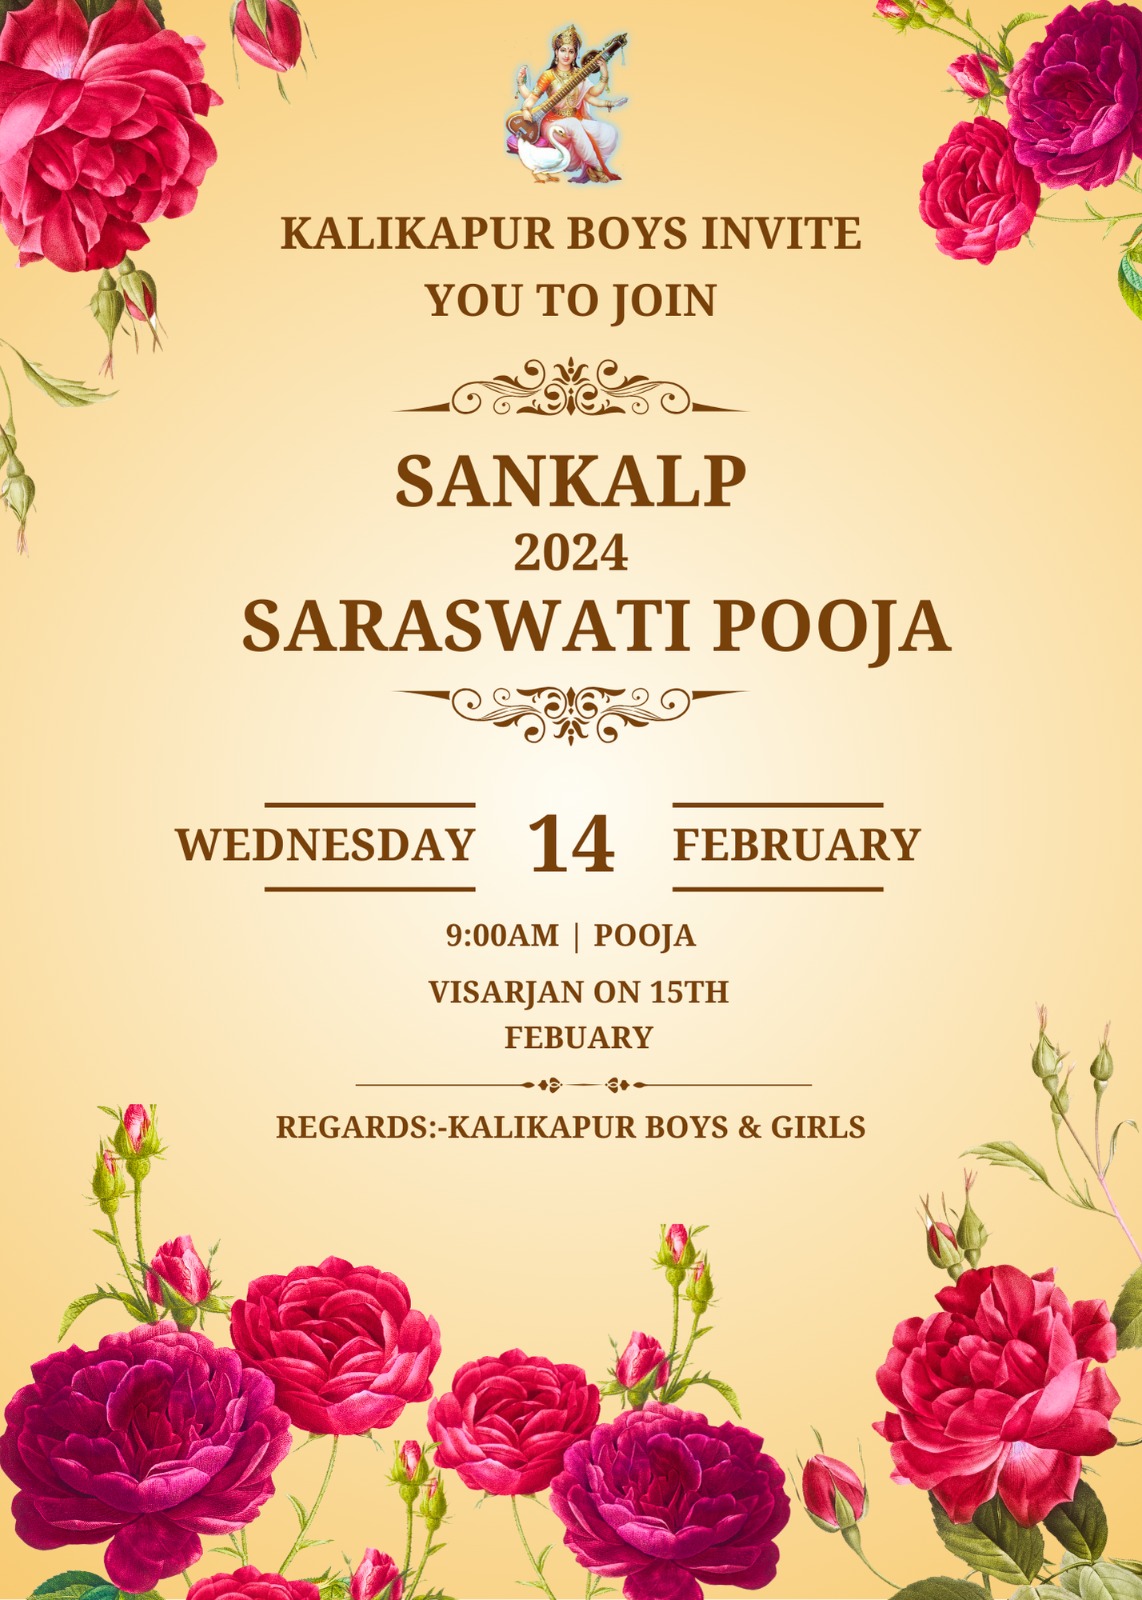 KALIKAPUR BOYS INVITE
YOU TO JOIN
SANKALP
2024
SARASWATI POOJA
WEDNESDAY 14 FEBRUARY
9:00AM | POOJA
VISARJAN ON 15TH
FEBUARY
REGARDS:-KALIKAPUR BOYS & GIRLS